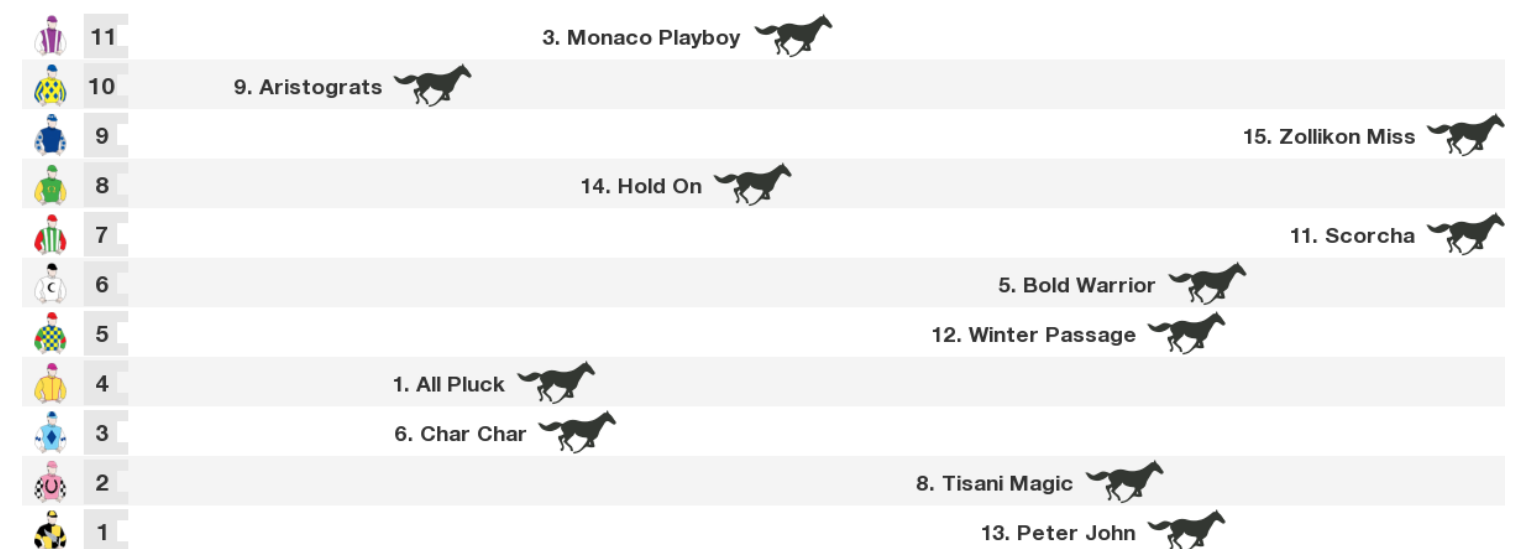 11 3. Monaco Playboy
10 9. Aristograts
9 15. Zollikon Miss
8 14. Hold On
7 11. Scorcha
6 5. Bold Warrior
5 12. Winter Passage
4 1. All Pluck
3 6. Char Char
2 8. Tisani Magic
1 13. Peter John